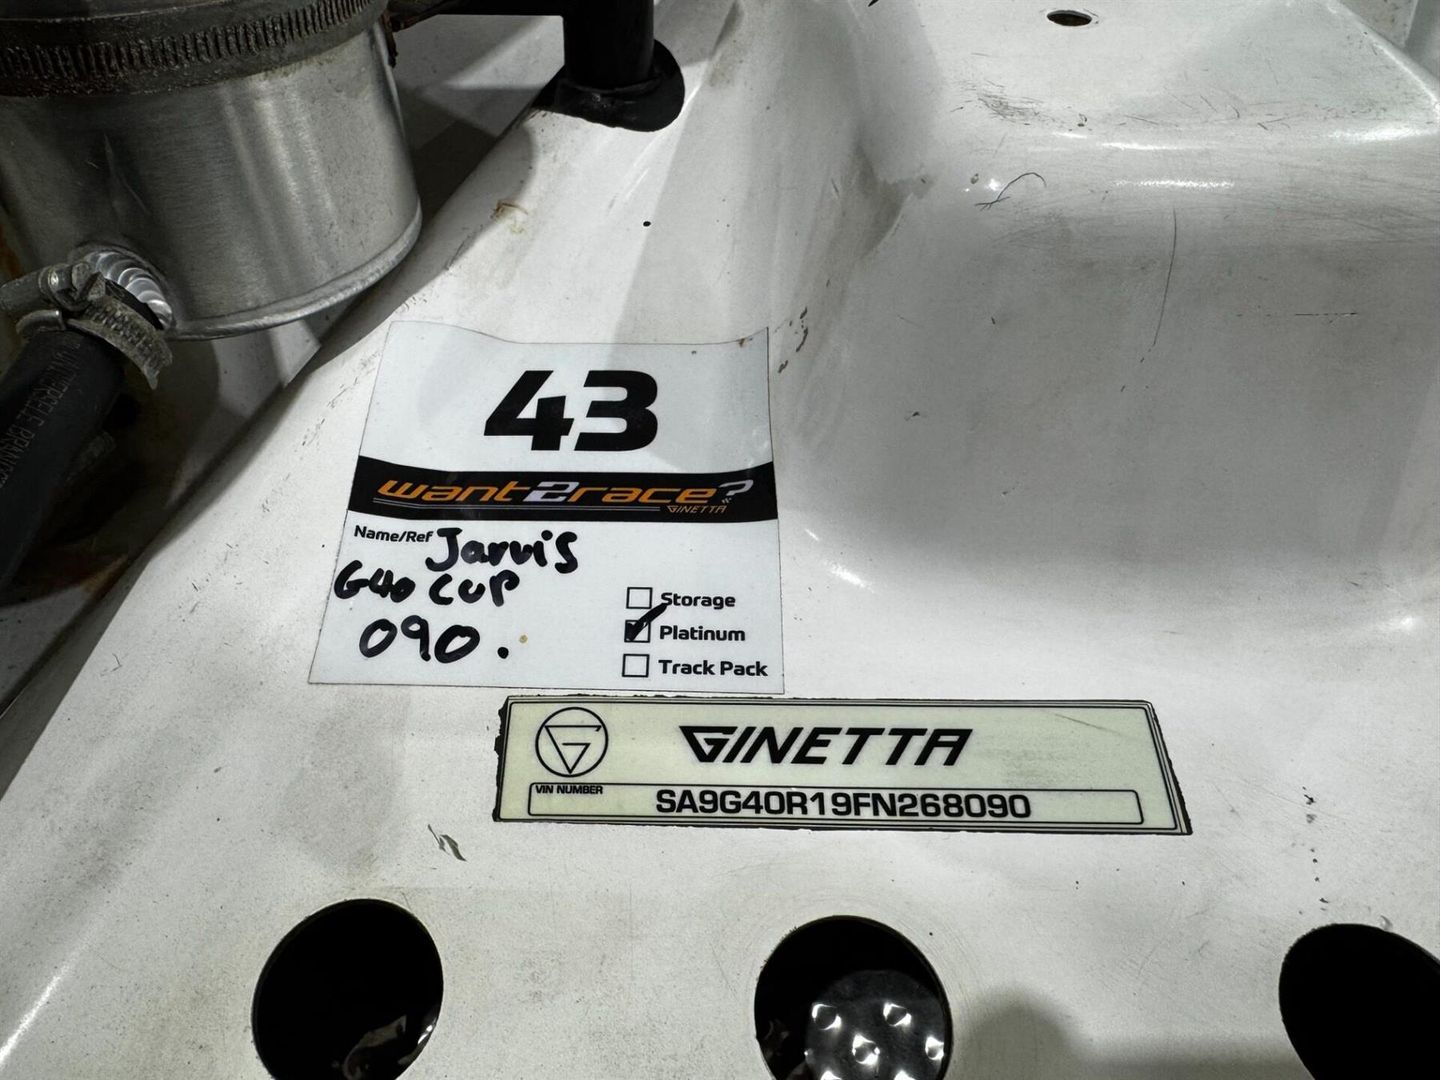 43
want2race?
GINETTA
Name/Ref Jarvis
G40 CUP
090.
Storage
Platinum
Track Pack
GINETTA
VIN NUMBER
SA9G40R19FN268090